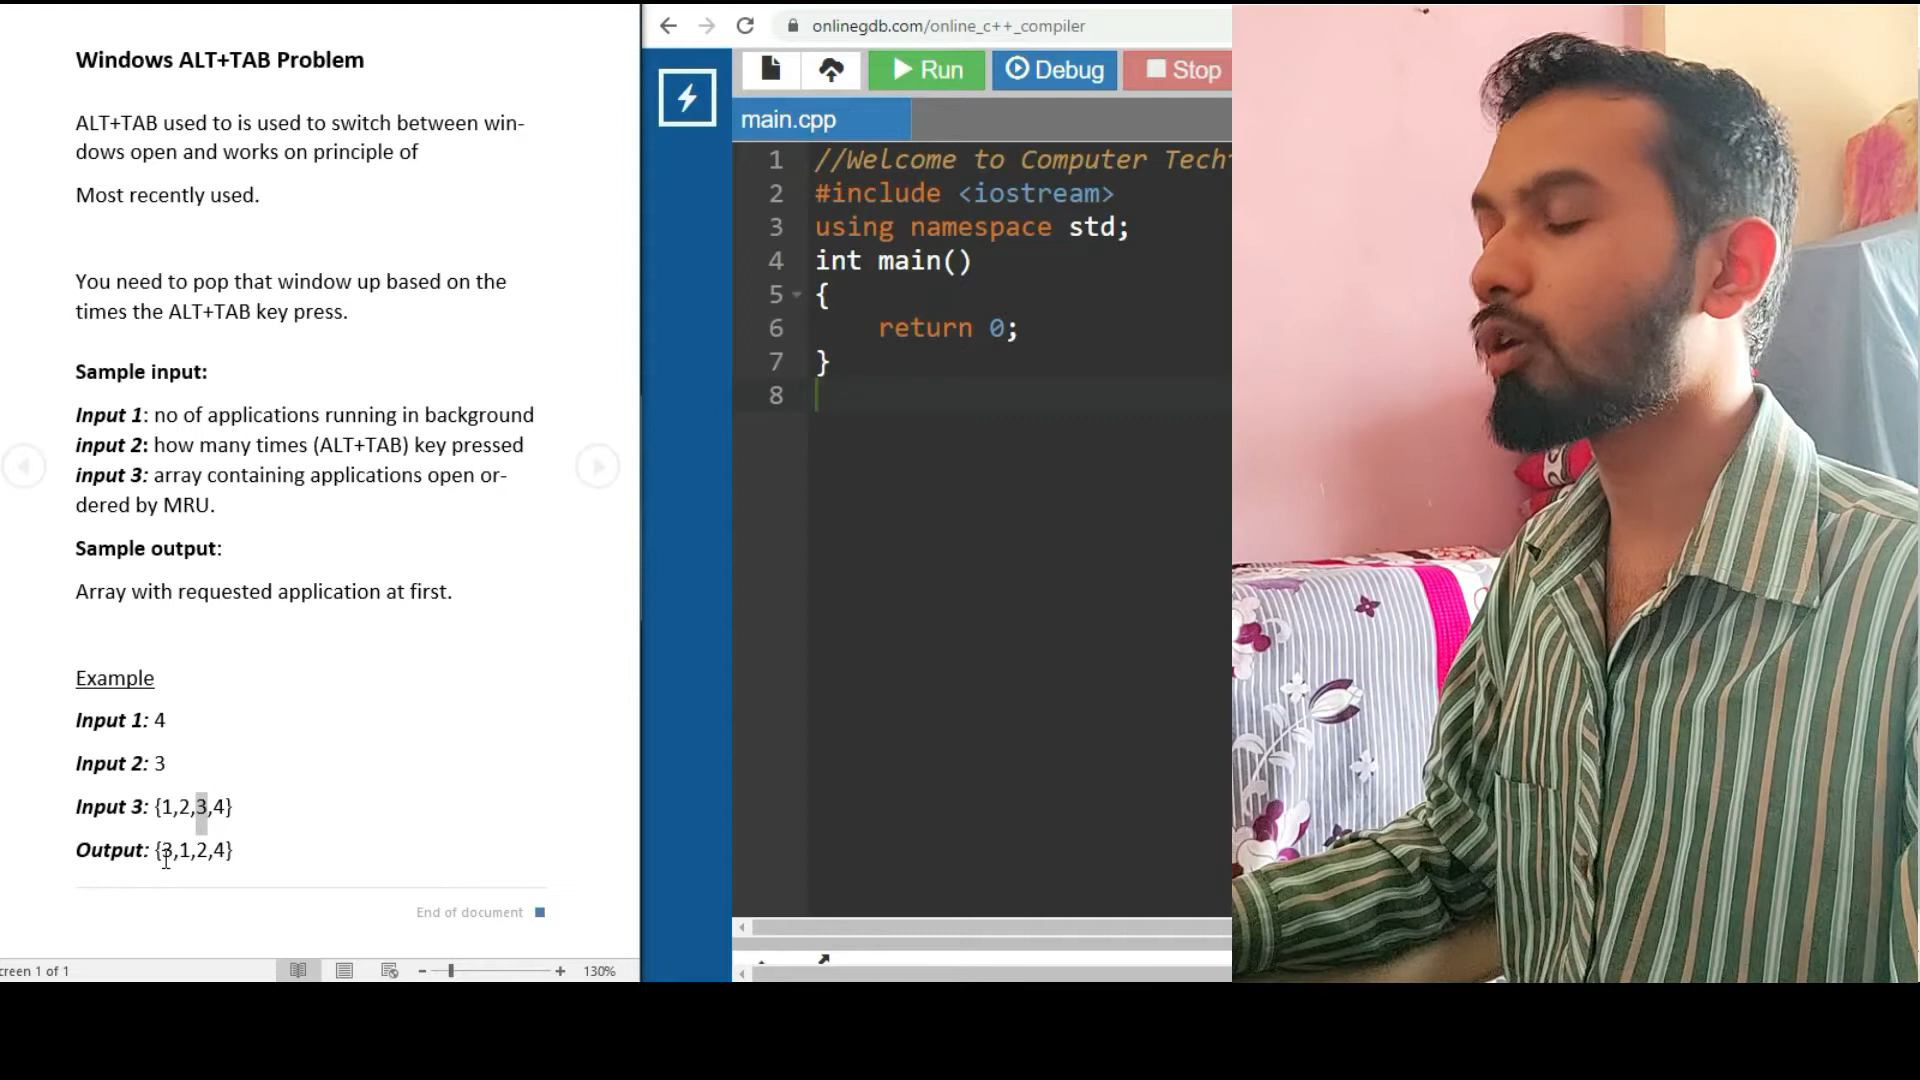 Windows ALT+TAB Problem
ALT+TAB used to is used to switch between win-
dows open and works on principle of
Most recently used.
You need to pop that window up based on the
times the ALT+TAB key press.
Sample input:
Input 1: no of applications running in background
input 2: how many times (ALT+TAB) key pressed
input 3: array containing applications open or-
dered by MRU.
Sample output:
Array with requested application at first.
Example
Input 1: 4
Input 2: 3
Input 3: {1,2,3,4}
Output: {3,1,2,4}
End of document
creen 1 of 1
130%
onlinegdb.com/online_c++_compiler
Run
Debug
Stop
main.cpp
1 //Welcome to Computer Tech
2 #include <iostream>
3 using namespace std;
4 int main()
5 {
6 return 0;
7 }
8